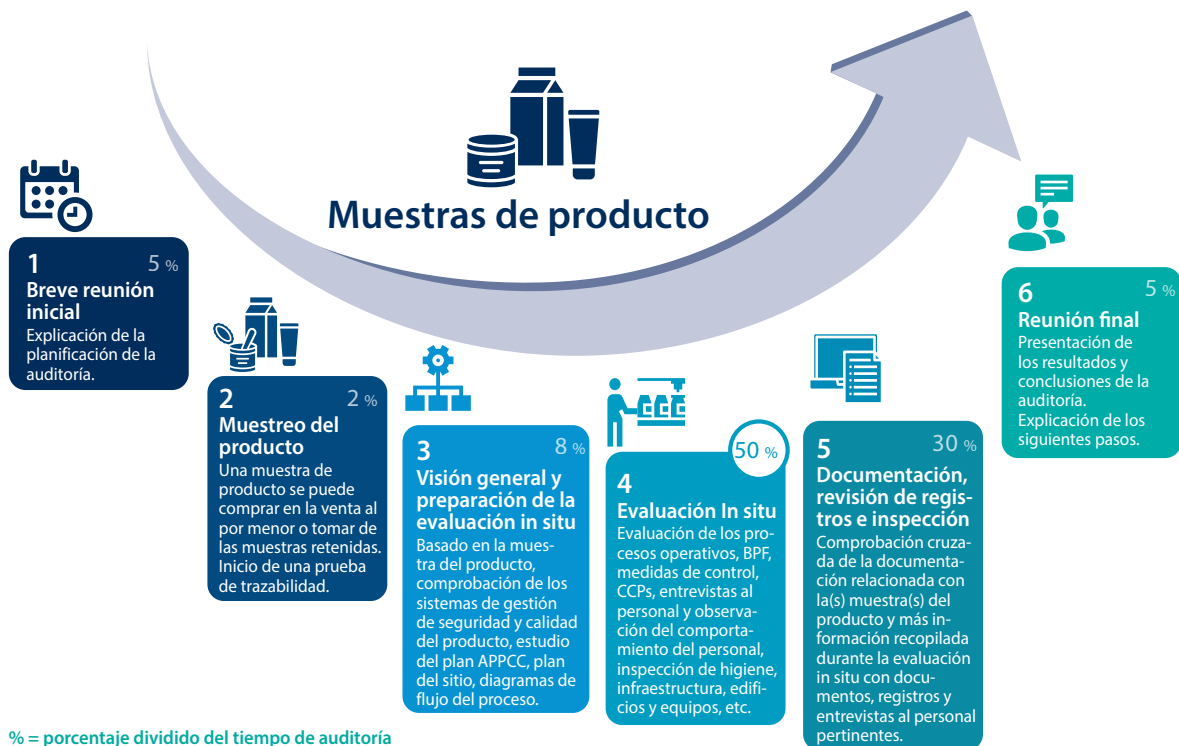 Muestras de producto
1
5 %
Breve reunión
inicial
Explicación de la
planificación de la
auditoría.
2
2 %
Muestreo del
producto
Una muestra de
producto se puede
comprar en la venta al
por menor o tomar de
las muestras retenidas.
Inicio de una prueba
de trazabilidad.
3
8 %
Visión general y
preparación de la
evaluación in situ
Basado en la mues-
tra del producto,
comprobación de los
sistemas de gestión
de seguridad y calidad
del producto, estudio
del plan APPCC, plan
del sitio, diagramas de
flujo del proceso.
4
50 %
Evaluación In situ
Evaluación de los pro-
cesos operativos, BPF,
medidas de control,
CCPs, entrevistas al
personal y observa-
ción del comporta-
miento del personal,
inspección de higiene,
infraestructura, edifi-
cios y equipos, etc.
5
30 %
Documentación,
revisión de regis-
tros e inspección
Comprobación cruza-
da de la documenta-
ción relacionada con
la(s) muestra(s) del
producto y más in-
formación recopilada
durante la evaluación
in situ con docu-
mentos, registros y
entrevistas al personal
pertinentes.
6
5 %
Reunión final
Presentación de
los resultados y
conclusiones de la
auditoría.
Explicación de los
siguientes pasos.
% = porcentaje dividido del tiempo de auditoría